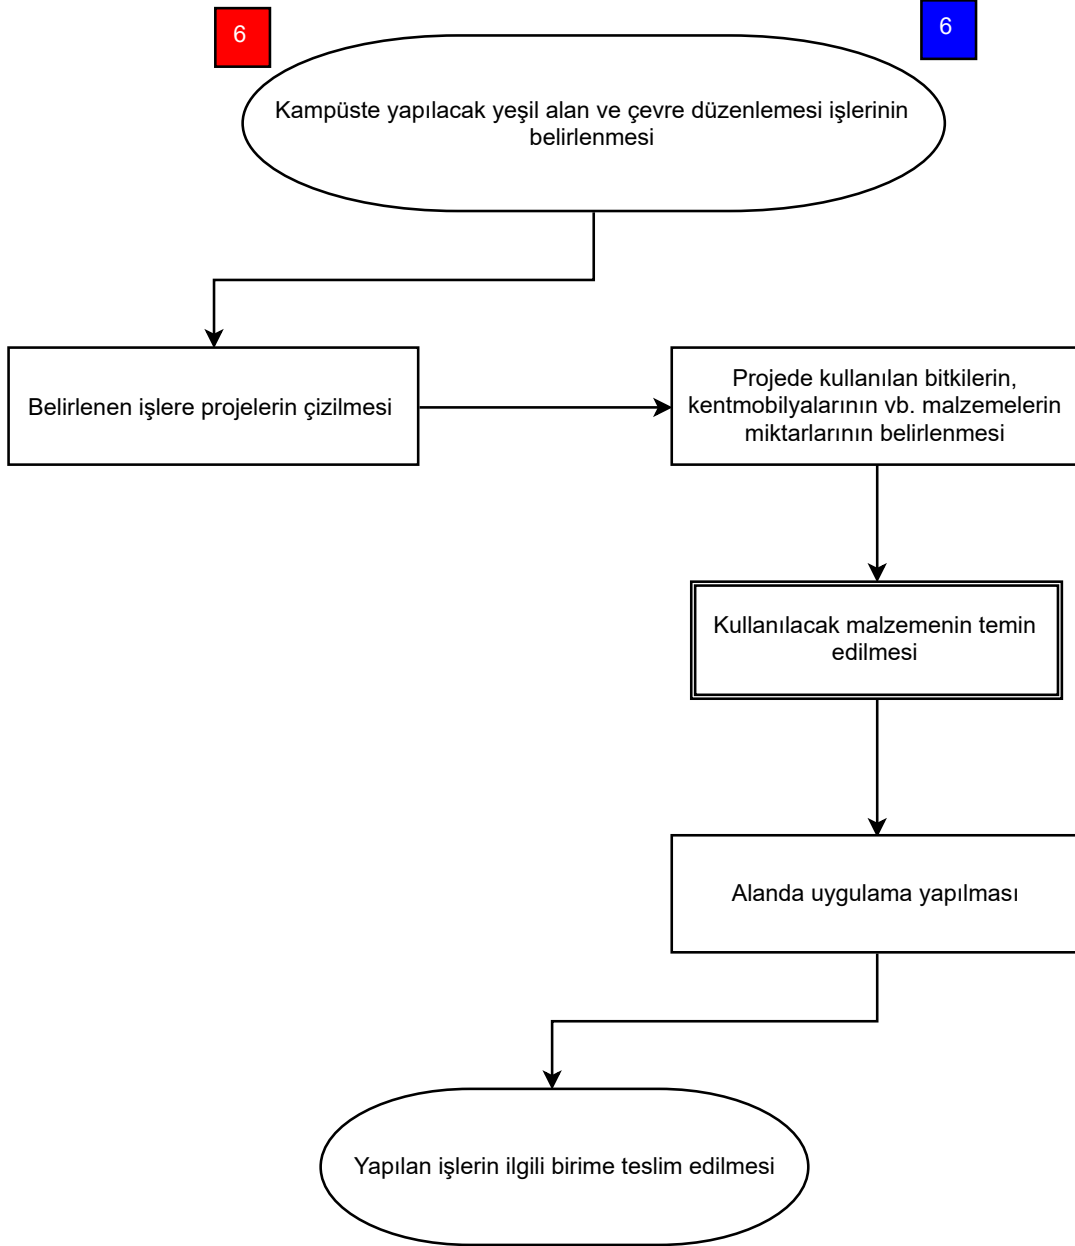 6
6
Kampüste yapılacak yeşil alan ve çevre düzenlemesi işlerinin
belirlenmesi
Belirlenen işlere projelerin çizilmesi
Projede kullanılan bitkilerin,
kentmobilyalarının vb. malzemelerin
miktarlarının belirlenmesi
Kullanılacak malzemenin temin
edilmesi
Alanda uygulama yapılması
Yapılan işlerin ilgili birime teslim edilmesi